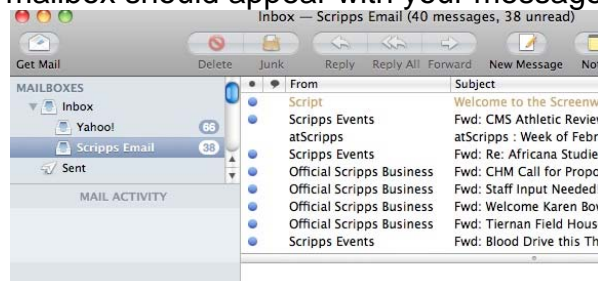 mailbox should appear with your message
Inbox — Scripps Email (40 messages, 38 unread)
Get Mail Delete Junk Reply Reply All Forward New Message Not
MAILBOXES
Inbox
Yahoo! 66
Scripps Email 38
Sent
MAIL ACTIVITY
From Subject
Script Welcome to the Screenw
Scripps Events Fwd: CMS Athletic Review
atScripps atScripps : Week of Febr
Scripps Events Fwd: Re: Africana Studie
Official Scripps Business Fwd: CHM Call for Propo
Official Scripps Business Fwd: Staff Input Needed!
Official Scripps Business Fwd: Welcome Karen Bow
Official Scripps Business Fwd: Tiernan Field Hous
Scripps Events Fwd: Blood Drive this Th